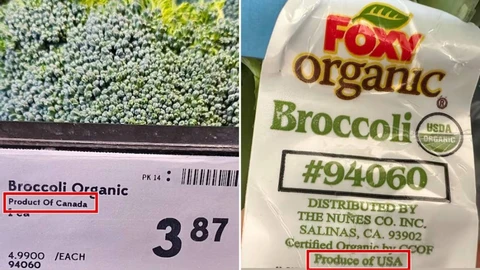 PK 14 :
Broccoli Organic
Product Of Canada
1 ea
3 87
4.9900 /EACH
94060
FOXY
organic
®
Broccoli
USDA
ORGANIC
#94060
DISTRIBUTED BY
THE NUNES CO. INC.
SALINAS, CA. 93902
Certified Organic by CCOF
Produce of USA